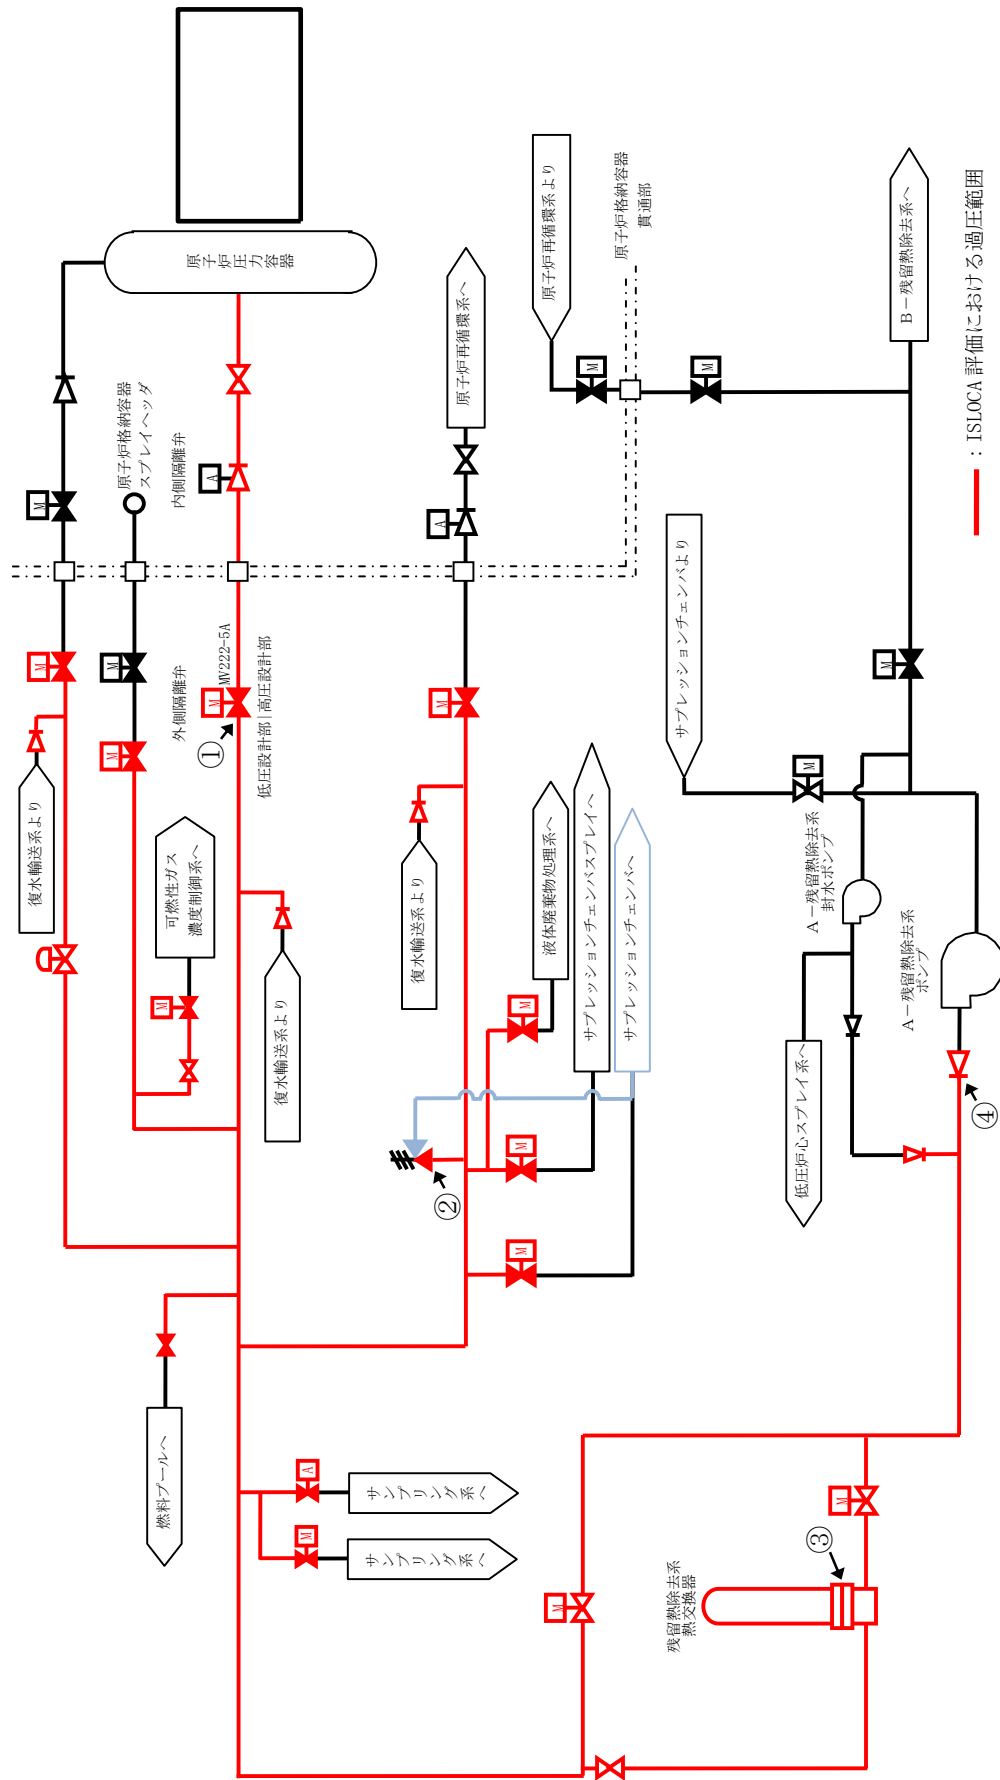 原子炉圧力容器
原子炉格納容器
スプレイヘッダ
内側隔離弁
外側隔離弁
MV222-5A
低圧設計部|高圧設計部
①
復水輸送系より
可燃性ガス
濃度制御系へ
復水輸送系より
復水輸送系より
原子炉再循環系へ
原子炉再循環系より
原子炉格納容器
貫通部
B－残留熱除去系へ
サプレッションチェンバより
液体廃棄物処理系へ
サプレッションチェンバスプレイへ
サプレッションチェンバへ
②
A－残留熱除去系
封水ポンプ
A－残留熱除去系
ポンプ
低圧炉心スプレイ系へ
④
燃料プールへ
サンプリング系へ
サンプリング系へ
残留熱除去系
熱交換器
③
M
M
M
M
A
M
M
A
M
M
M
M
M
M
M
M
M
A
M
M
M
：ISLOCA 評価における過圧範囲